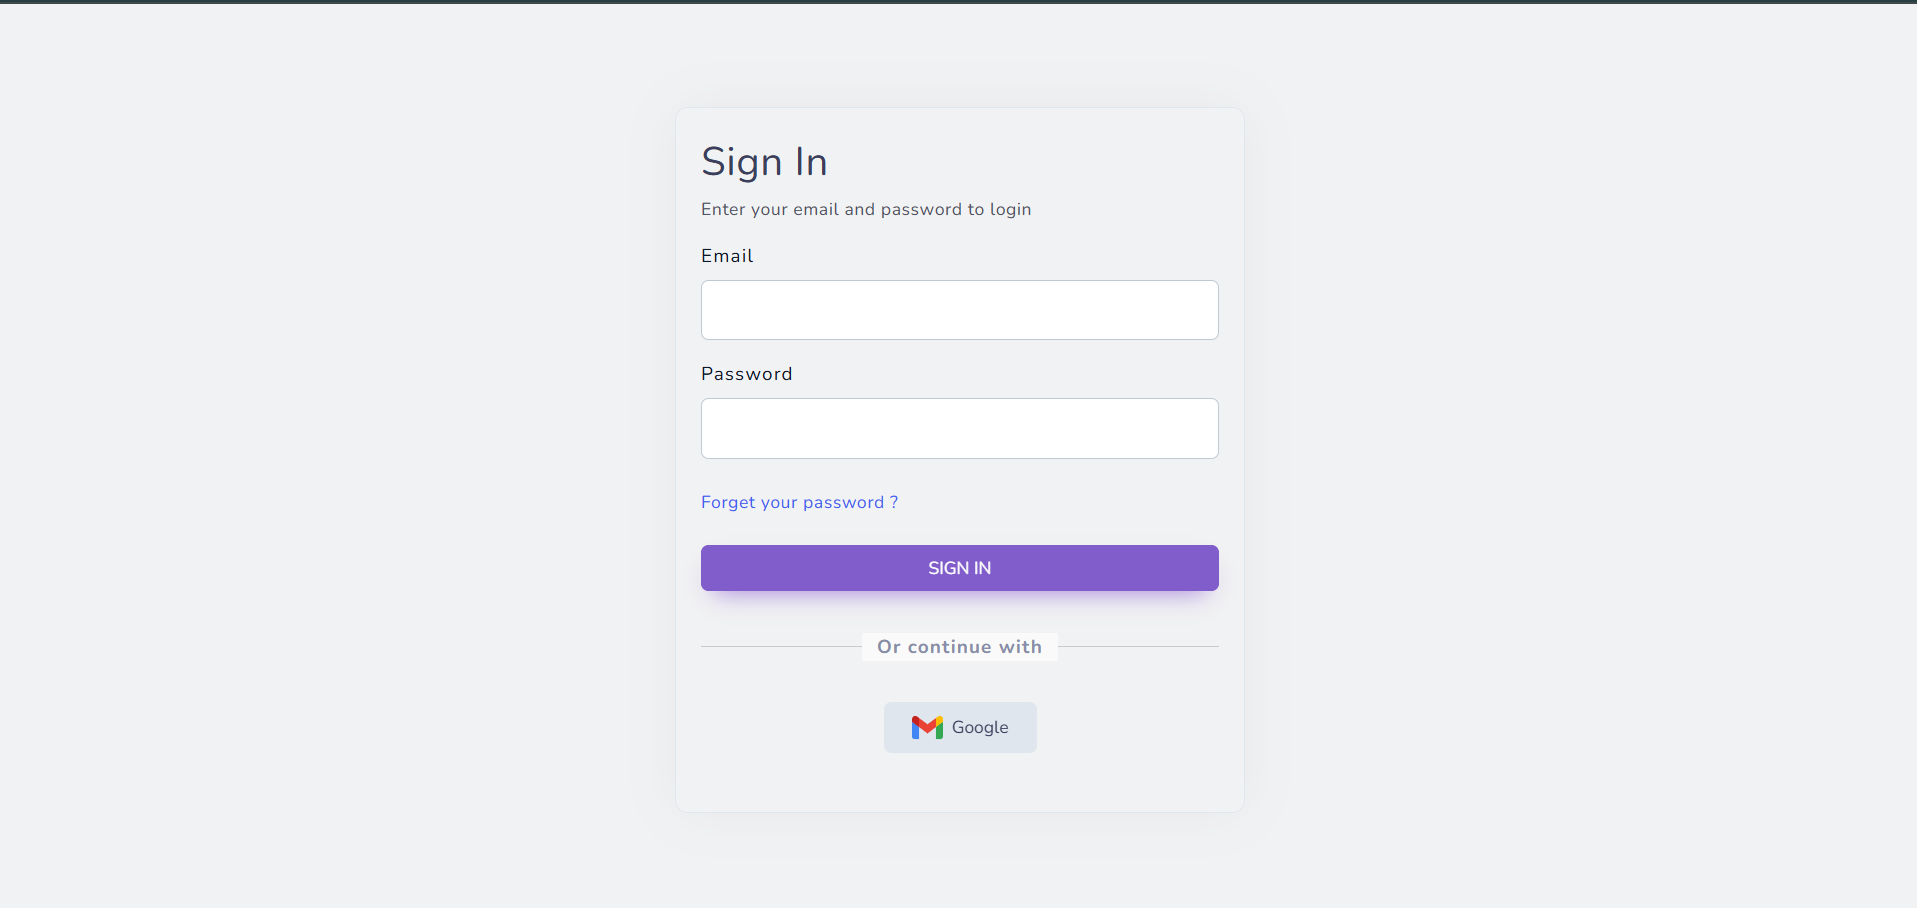 Sign In
Enter your email and password to login
Email
Password
Forget your password ?
SIGN IN
Or continue with
Google